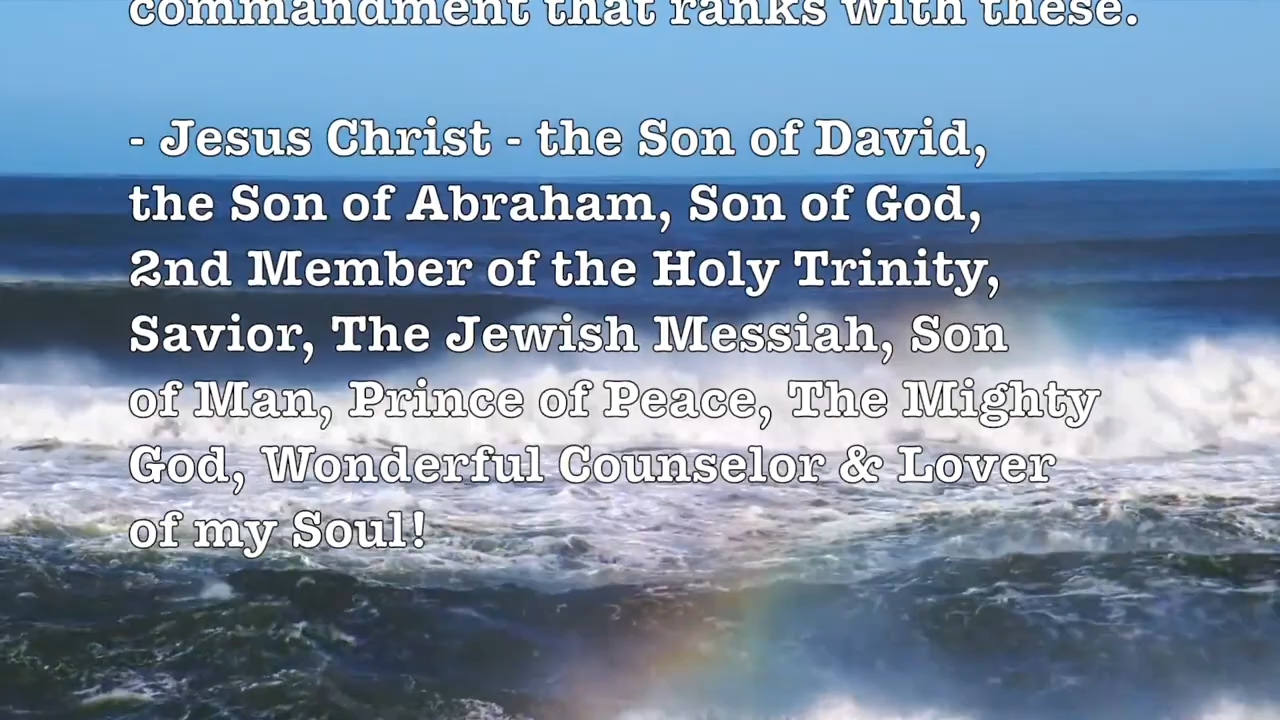 commandment that ranks with these.
- Jesus Christ - the Son of David,
the Son of Abraham, Son of God,
2nd Member of the Holy Trinity,
Savior, The Jewish Messiah, Son
of Man, Prince of Peace, The Mighty
God, Wonderful Counselor & Lover
of my Soul!